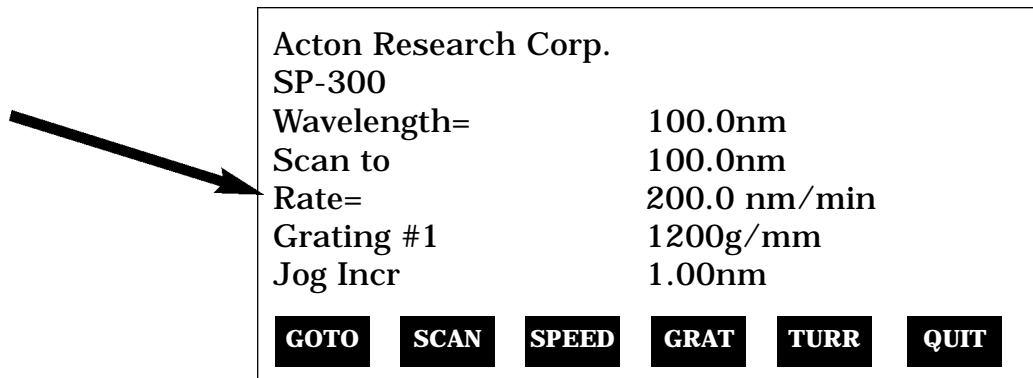 Acton Research Corp.
SP-300
Wavelength= 100.0nm
Scan to 100.0nm
Rate= 200.0 nm/min
Grating #1 1200g/mm
Jog Incr 1.00nm
GOTO SCAN SPEED GRAT TURR QUIT